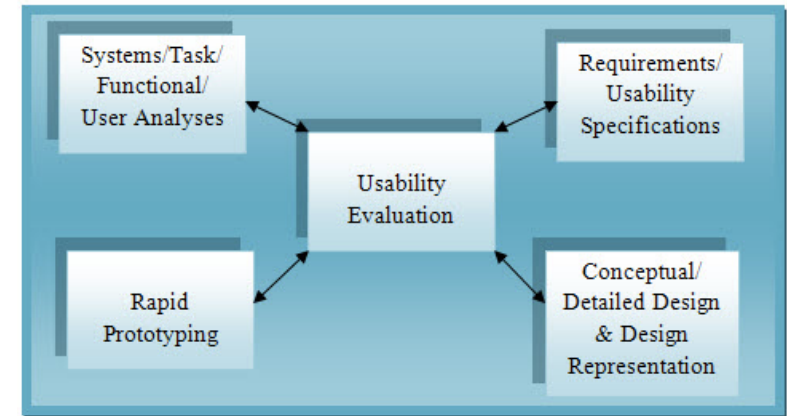 Systems/Task/
Functional/
User Analyses
Requirements/
Usability
Specifications
Usability
Evaluation
Rapid
Prototyping
Conceptual/
Detailed Design
& Design
Representation